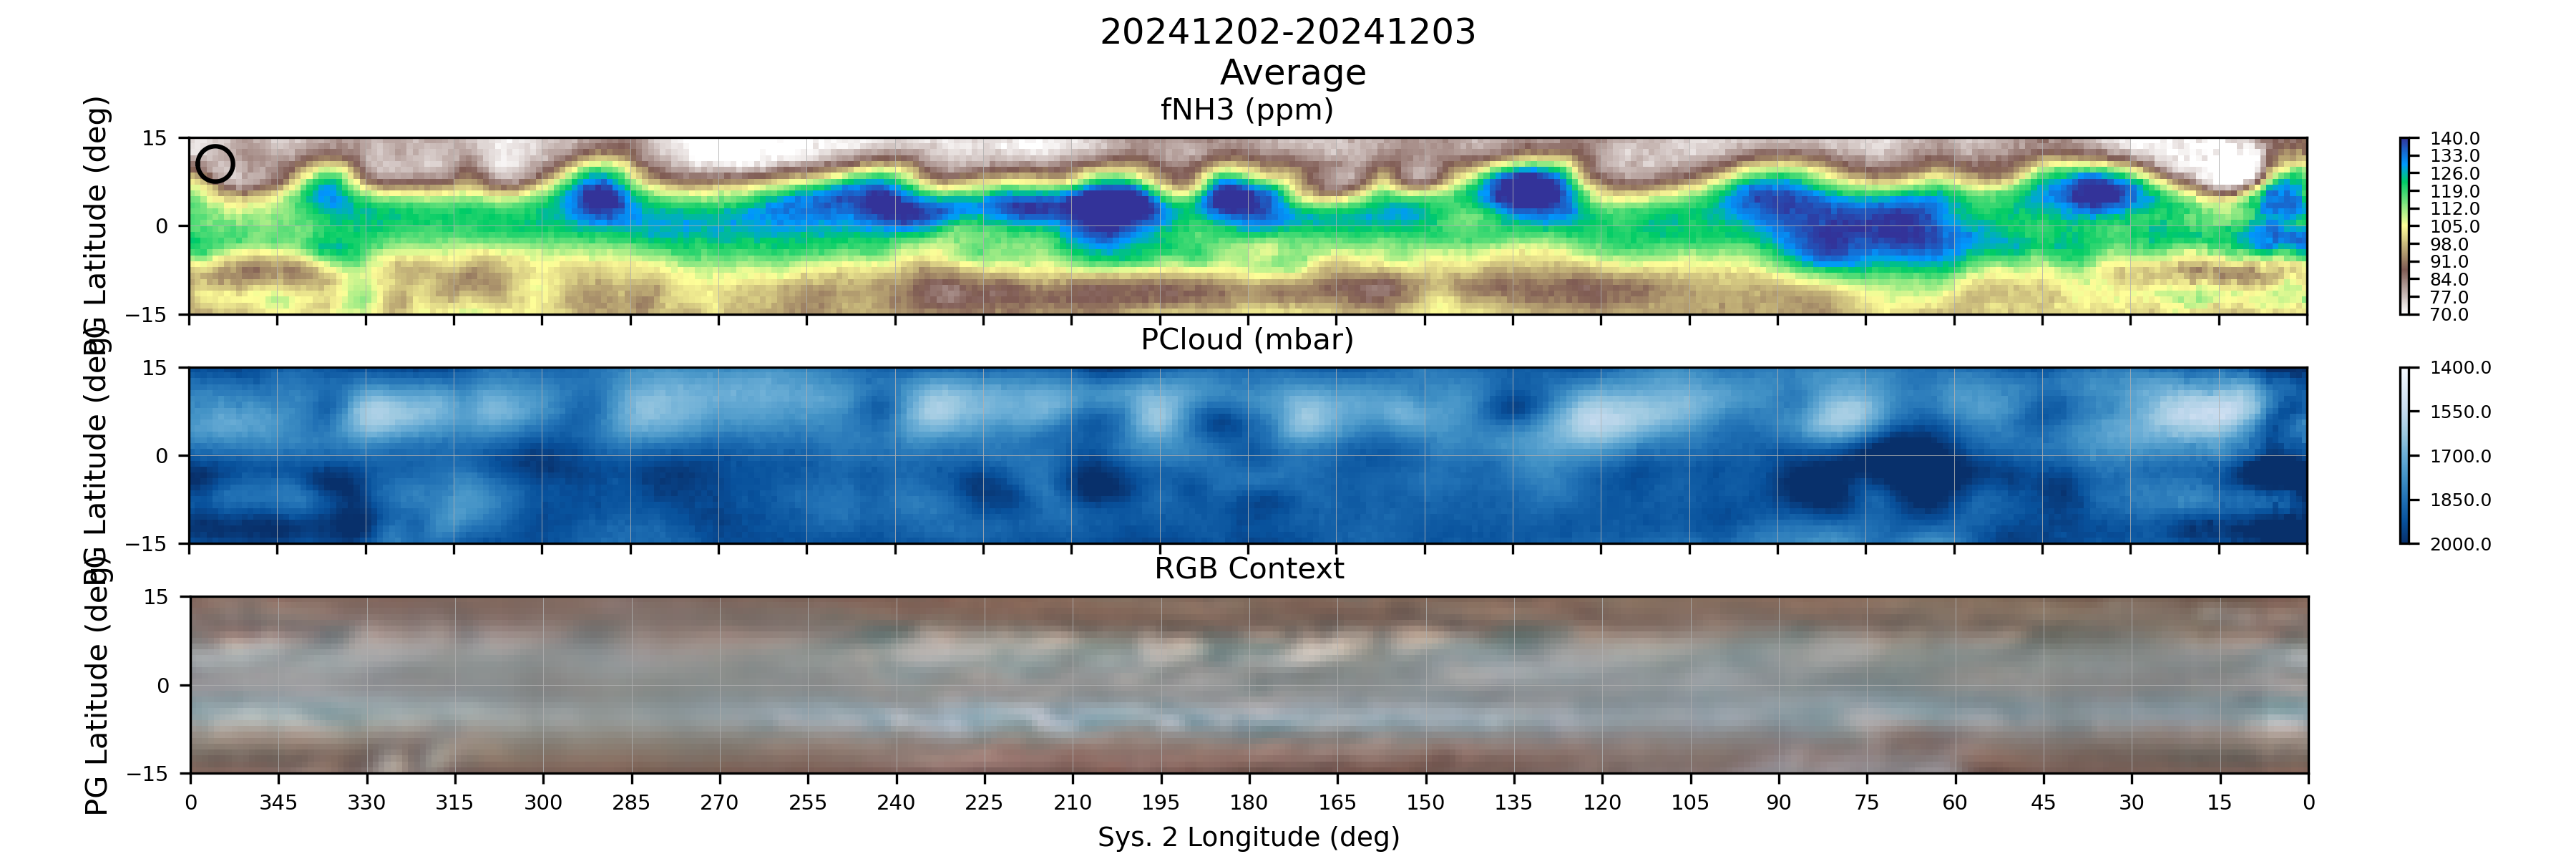 20241202-20241203
Average
fNH3 (ppm)
PG Latitude (deg)
15
0
−15
140.0
133.0
126.0
119.0
112.0
105.0
98.0
91.0
84.0
77.0
70.0
PCloud (mbar)
PG Latitude (deg)
15
0
−15
1400.0
1550.0
1700.0
1850.0
2000.0
RGB Context
PG Latitude (deg)
15
0
−15
0 345 330 315 300 285 270 255 240 225 210 195 180 165 150 135 120 105 90 75 60 45 30 15 0
Sys. 2 Longitude (deg)